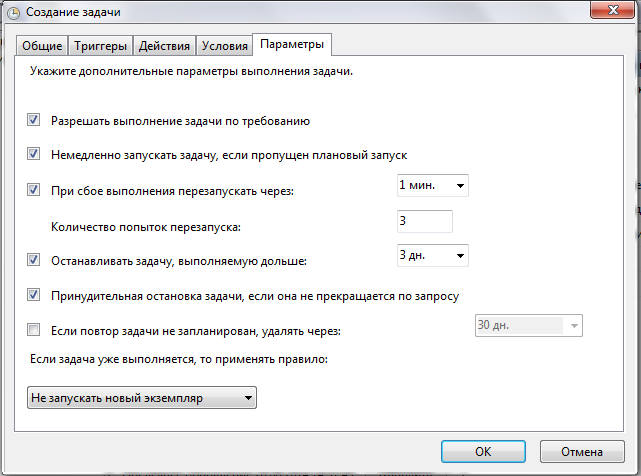 Создание задачи
Общие Триггеры Действия Условия Параметры
Укажите дополнительные параметры выполнения задачи.
Разрешать выполнение задачи по требованию
Немедленно запускать задачу, если пропущен плановый запуск
При сбое выполнения перезапускать через: 1 мин.
Количество попыток перезапуска: 3
Останавливать задачу, выполняемую дольше: 3 дн.
Принудительная остановка задачи, если она не прекращается по запросу
Если повтор задачи не запланирован, удалять через: 30 дн.
Если задача уже выполняется, то применять правило:
Не запускать новый экземпляр
ОК Отмена